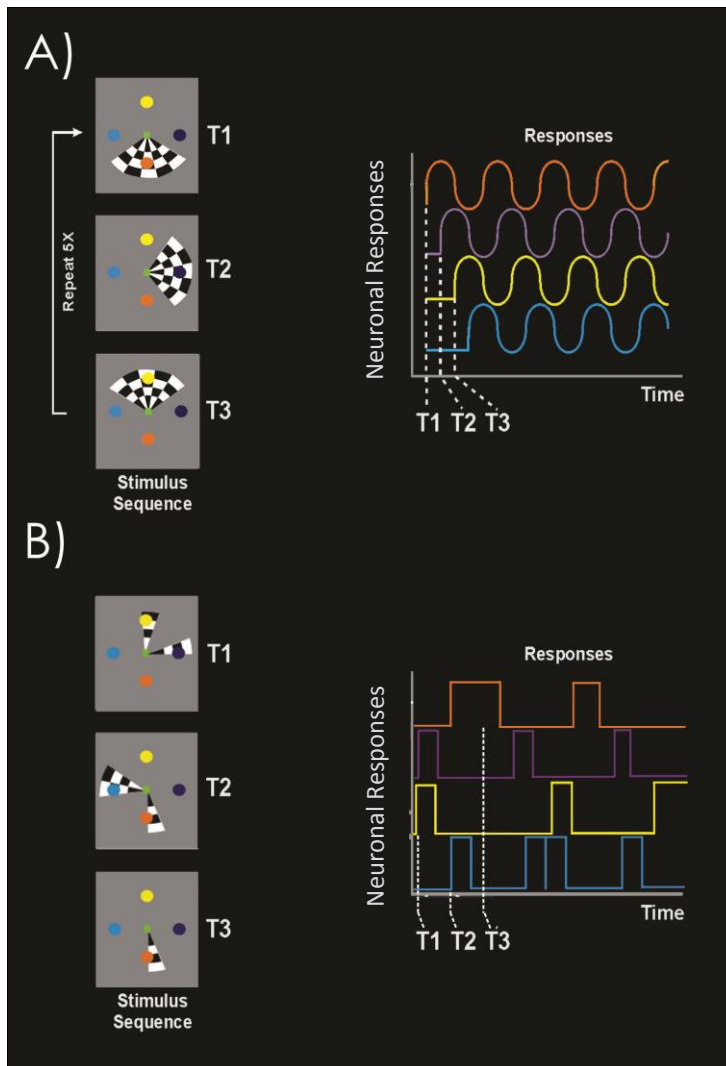 A)
T1
T2
T3
Repeat 5X
Stimulus
Sequence
Responses
Neuronal Responses
Time
T1
T2
T3
B)
T1
T2
T3
Stimulus
Sequence
Responses
Neuronal Responses
Time
T1
T2
T3